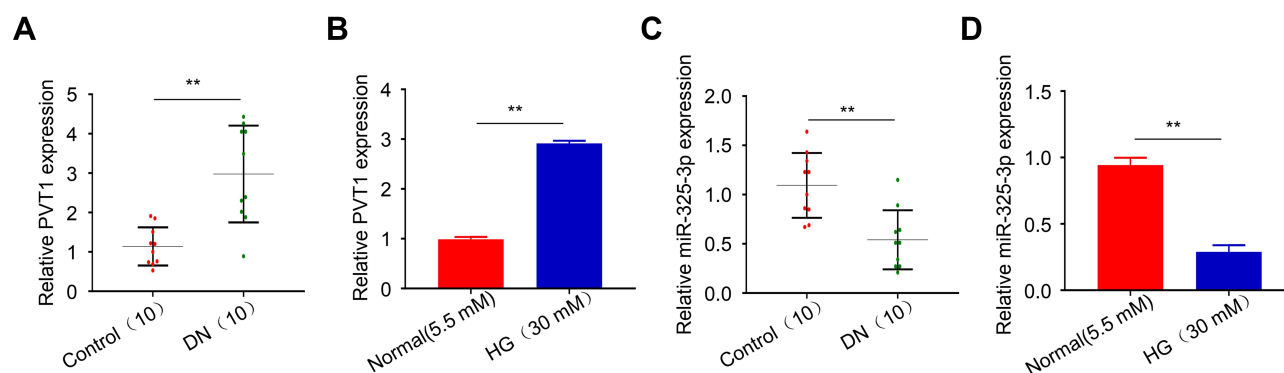 A
Relative PVT1 expression
5
4
3
2
1
0
**
Control（10）
DN（10）
B
Relative PVT1 expression
4
3
2
1
0
**
Normal(5.5 mM)
HG（30 mM）
C
Relative miR-325-3p expression
2.0
1.5
1.0
0.5
0.0
**
Control（10）
DN（10）
D
Relative miR-325-3p expression
1.5
1.0
0.5
0.0
**
Normal(5.5 mM)
HG（30 mM）